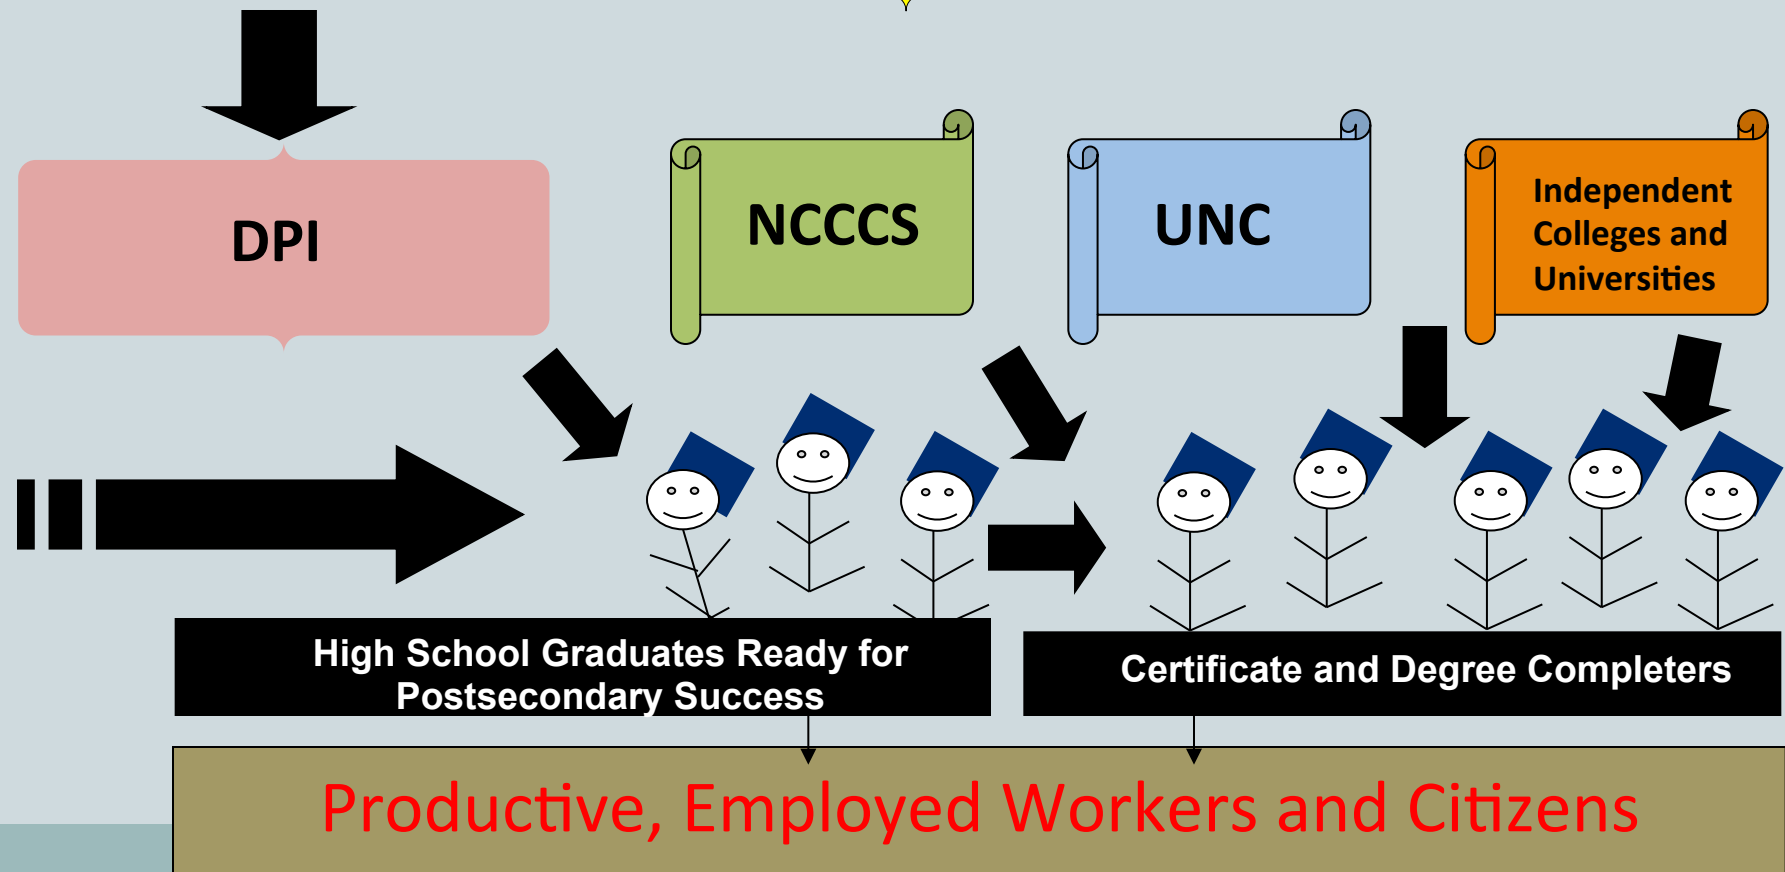 DPI
NCCCS
UNC
Independent
Colleges and
Universities
High School Graduates Ready for
Postsecondary Success
Certificate and Degree Completers
Productive, Employed Workers and Citizens